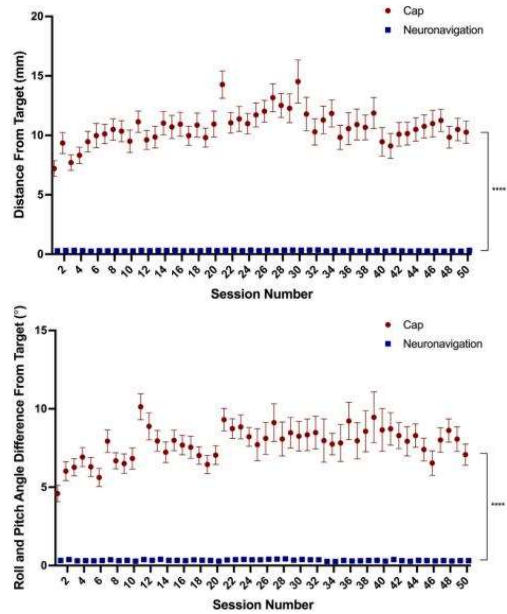 Cap
Neuronavigation
20
15
10
5
0
Distance From Target (mm)
2 4 6 8 10 12 14 16 18 20 22 24 26 28 30 32 34 36 38 40 42 44 46 48 50
Session Number
****
Cap
Neuronavigation
15
10
5
0
Roll and Pitch Angle Difference From Target (°)
2 4 6 8 10 12 14 16 18 20 22 24 26 28 30 32 34 36 38 40 42 44 46 48 50
Session Number
****